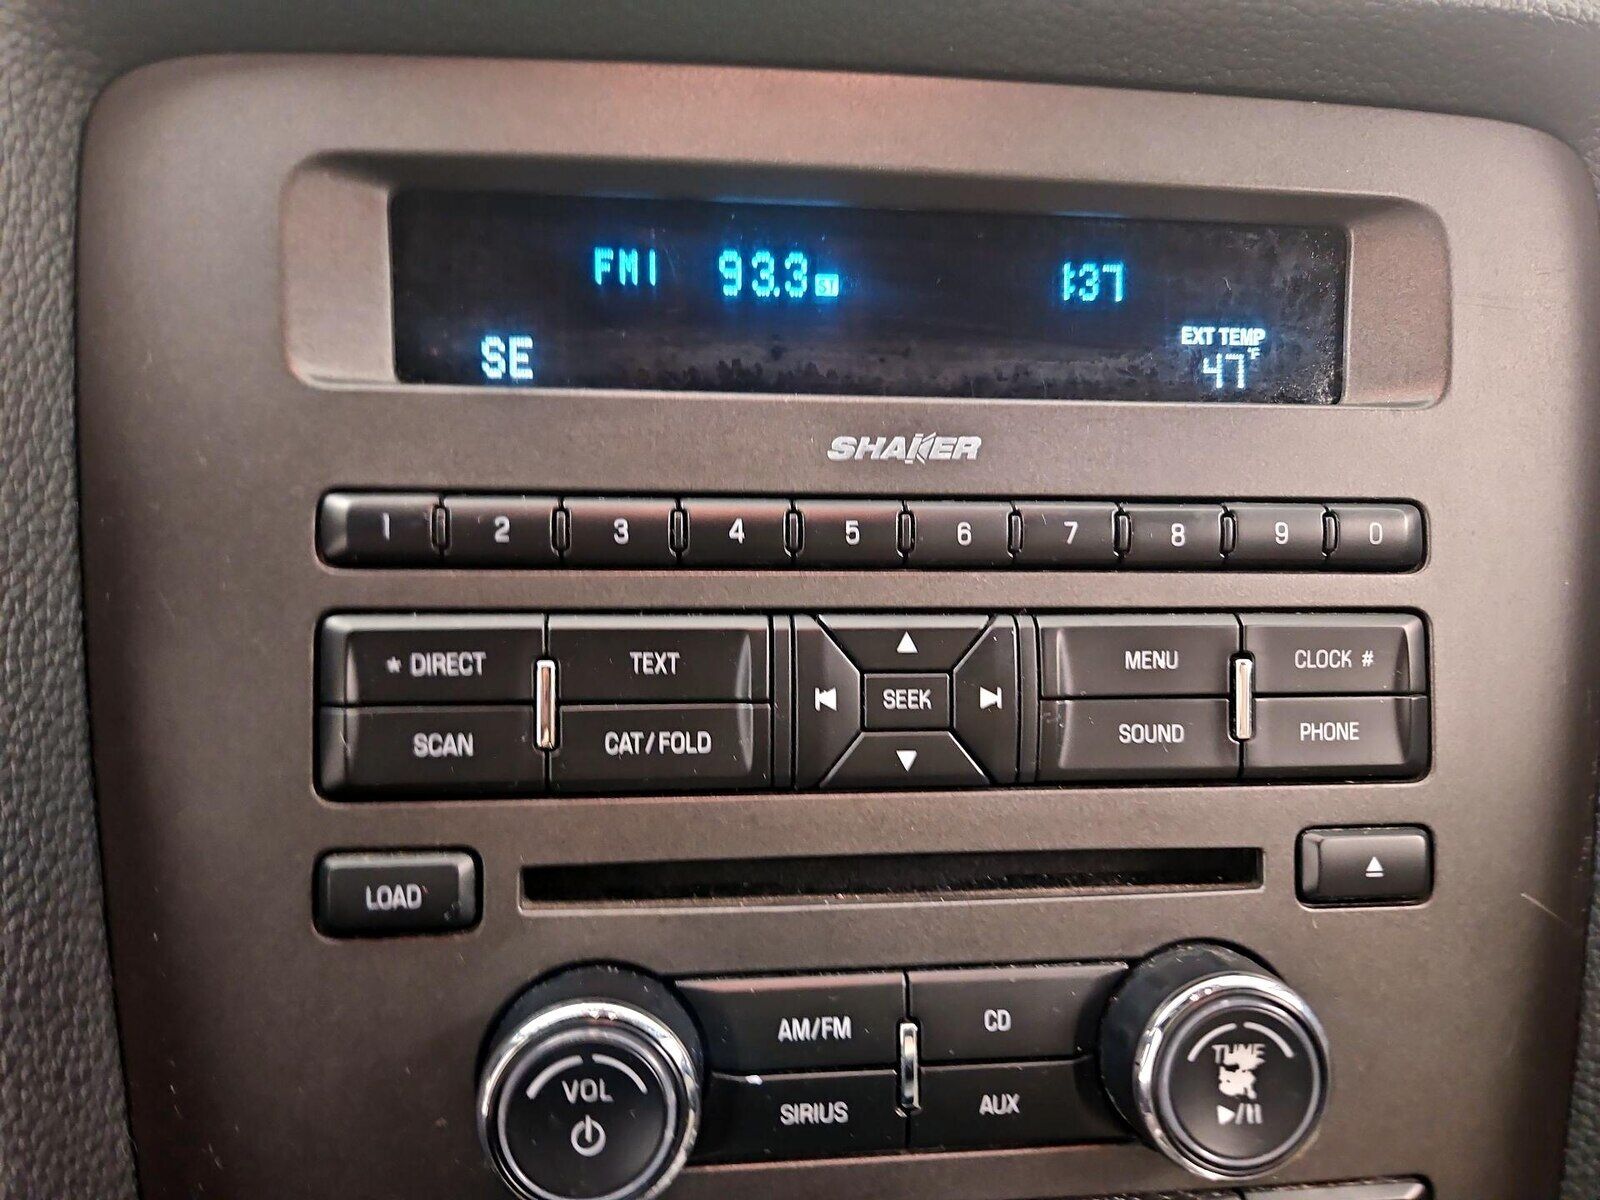 FM1 93.3 ST 1:37
EXT TEMP
SE 47°F
SHAKER
1 2 3 4 5 6 7 8 9 0
* DIRECT TEXT MENU CLOCK #
SEEK
SCAN CAT/FOLD SOUND PHONE
LOAD
AM/FM CD
TUNE
VOL SIRIUS AUX